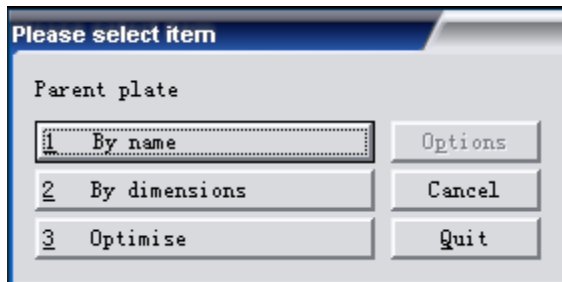 Please select item
Parent plate
1 By name Options
2 By dimensions Cancel
3 Optimise Quit